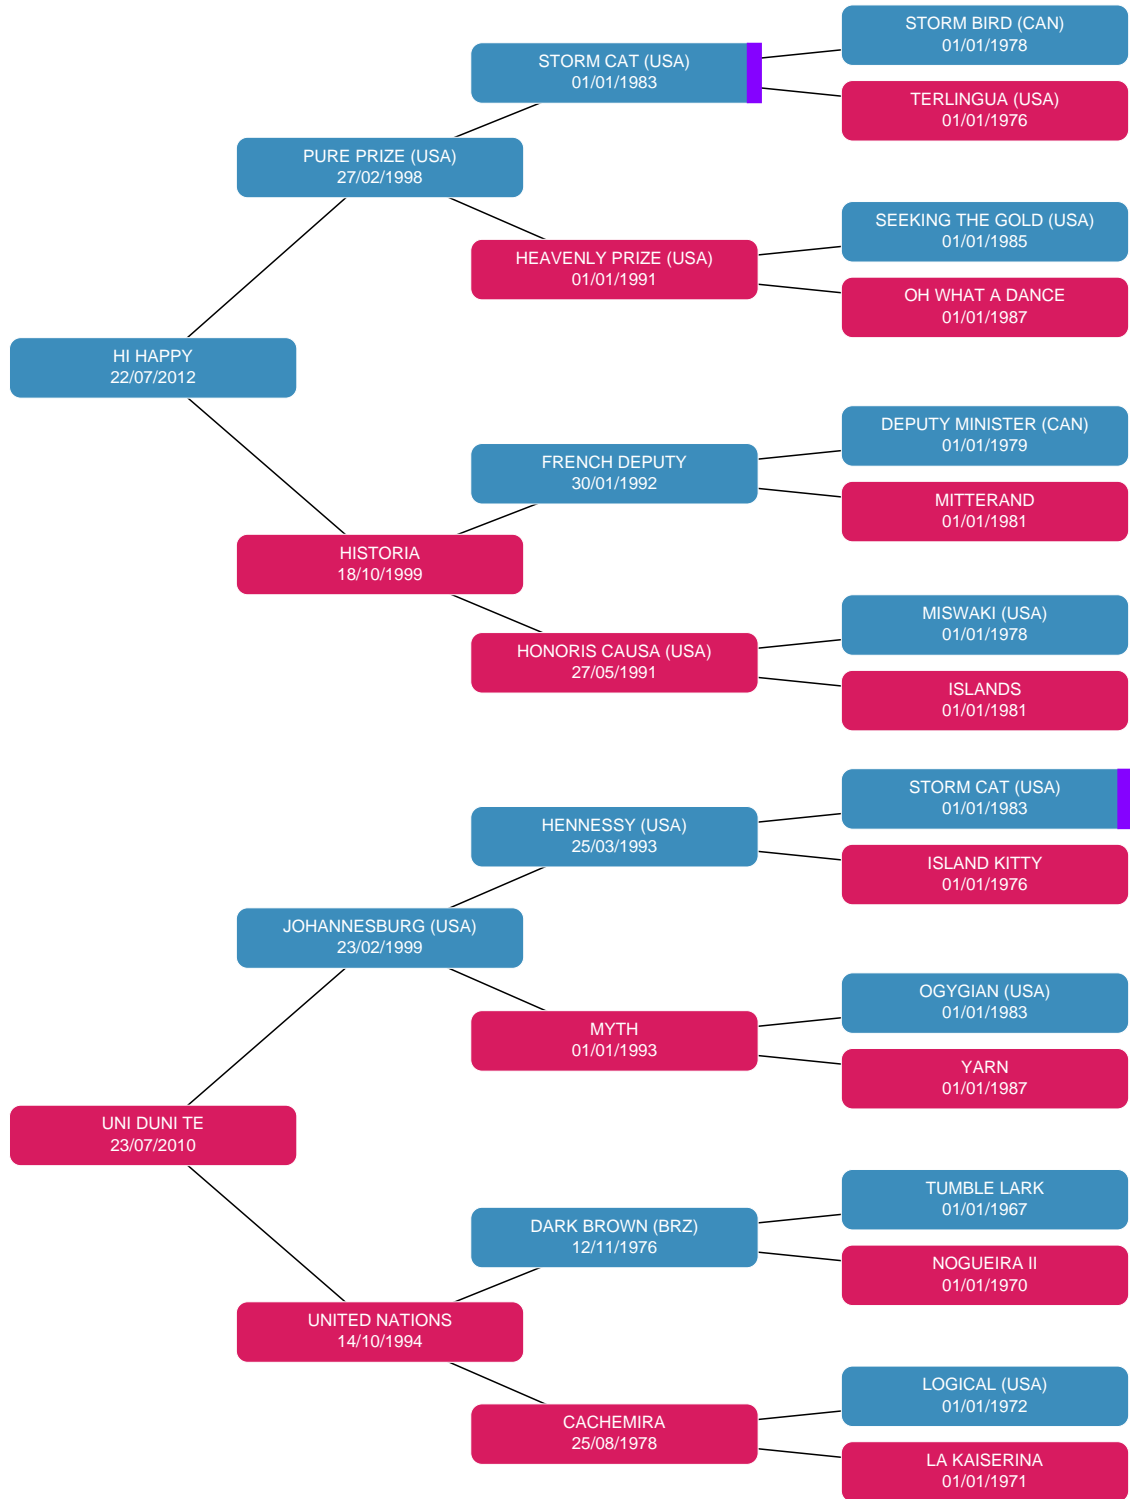 STORM BIRD (CAN)
01/01/1978
STORM CAT (USA)
01/01/1983
TERLINGUA (USA)
01/01/1976
PURE PRIZE (USA)
27/02/1998
SEEKING THE GOLD (USA)
01/01/1985
HEAVENLY PRIZE (USA)
01/01/1991
OH WHAT A DANCE
01/01/1987
HI HAPPY
22/07/2012
DEPUTY MINISTER (CAN)
01/01/1979
FRENCH DEPUTY
30/01/1992
MITTERAND
01/01/1981
HISTORIA
18/10/1999
MISWAKI (USA)
01/01/1978
HONORIS CAUSA (USA)
27/05/1991
ISLANDS
01/01/1981
STORM CAT (USA)
01/01/1983
HENNESSY (USA)
25/03/1993
ISLAND KITTY
01/01/1976
JOHANNESBURG (USA)
23/02/1999
OGYGIAN (USA)
01/01/1983
MYTH
01/01/1993
YARN
01/01/1987
UNI DUNI TE
23/07/2010
TUMBLE LARK
01/01/1967
DARK BROWN (BRZ)
12/11/1976
NOGUEIRA II
01/01/1970
UNITED NATIONS
14/10/1994
LOGICAL (USA)
01/01/1972
CACHEMIRA
25/08/1978
LA KAISERINA
01/01/1971